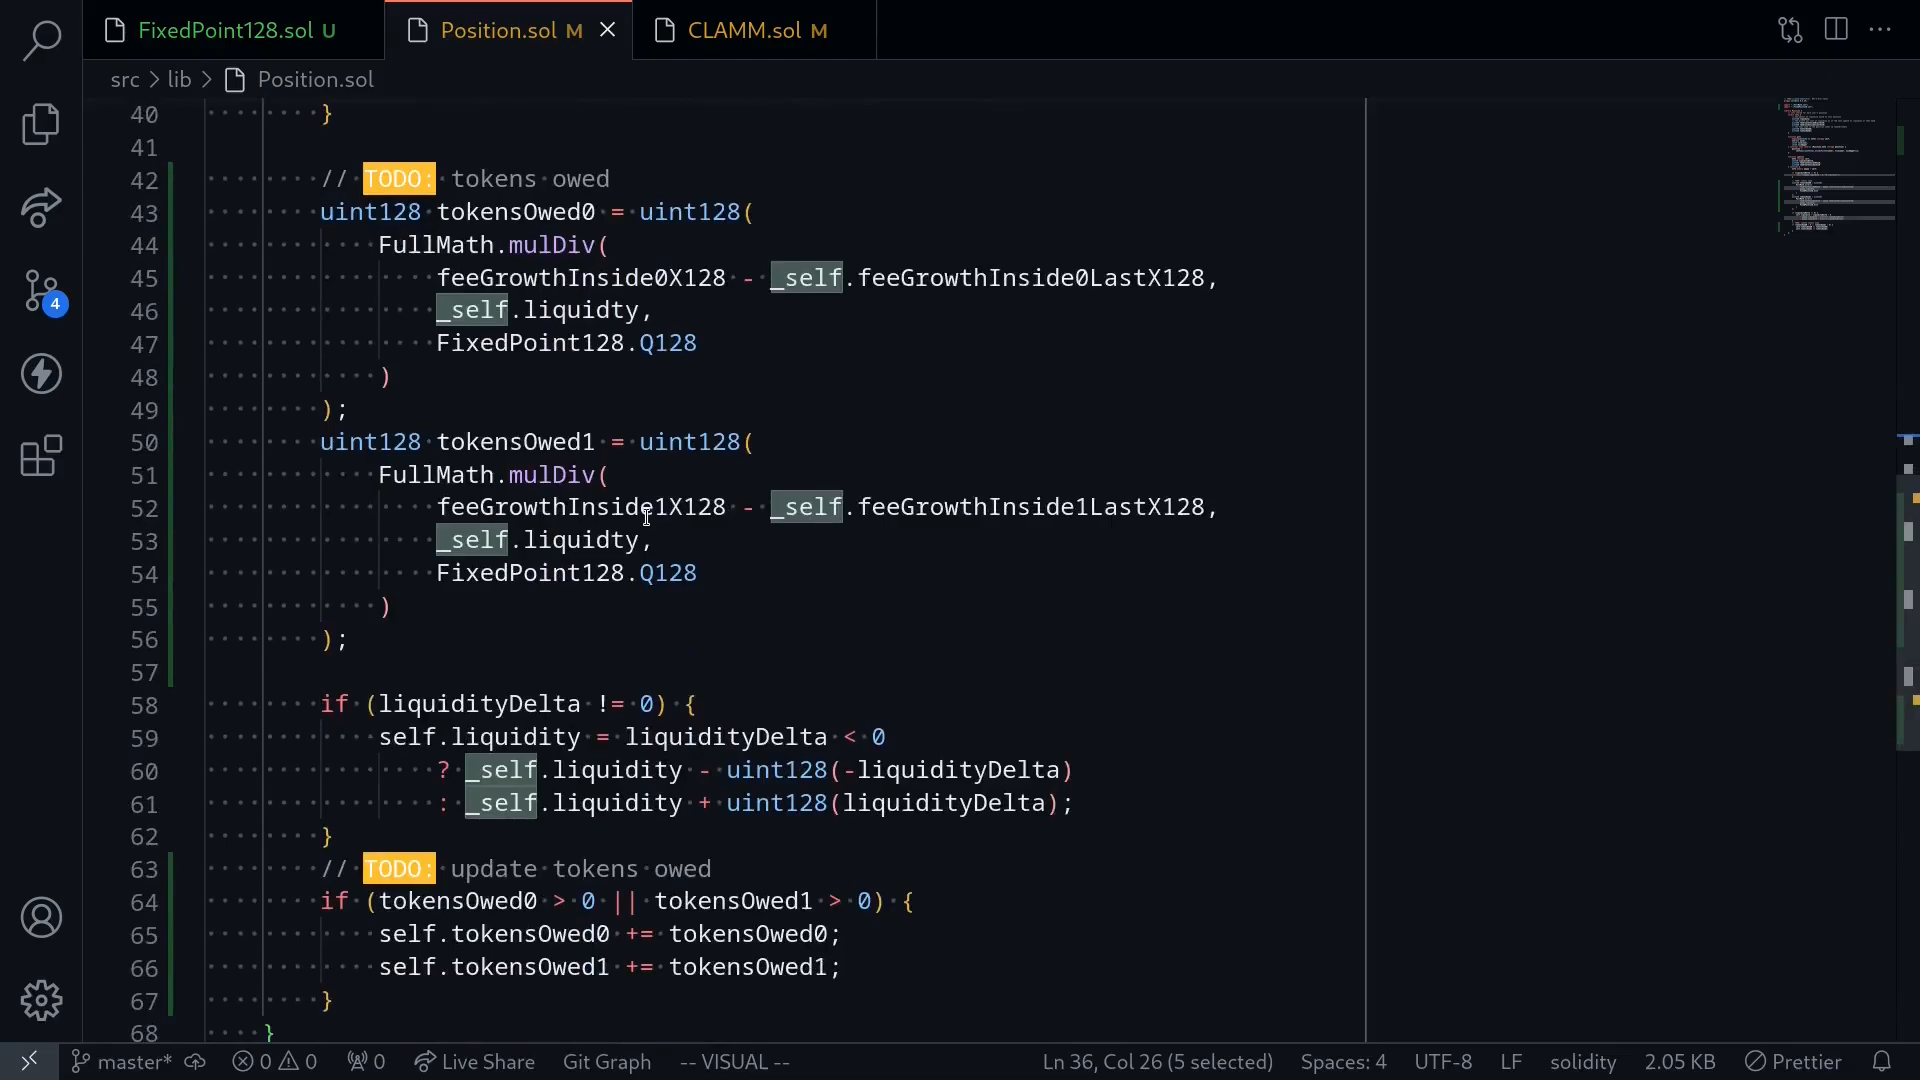 FixedPoint128.sol U
Position.sol M
CLAMM.sol M
src > lib > Position.sol
40 }
41
42 // TODO: tokens owed
43 uint128 tokensOwed0 = uint128(
44 FullMath.mulDiv(
45 feeGrowthInside0X128 - _self.feeGrowthInside0LastX128,
46 _self.liquidty,
47 FixedPoint128.Q128
48 )
49 );
50 uint128 tokensOwed1 = uint128(
51 FullMath.mulDiv(
52 feeGrowthInside1X128 - _self.feeGrowthInside1LastX128,
53 _self.liquidty,
54 FixedPoint128.Q128
55 )
56 );
57
58 if (liquidityDelta != 0) {
59 self.liquidity = liquidityDelta < 0
60 ? _self.liquidity - uint128(-liquidityDelta)
61 : _self.liquidity + uint128(liquidityDelta);
62 }
63 // TODO: update tokens owed
64 if (tokensOwed0 > 0 || tokensOwed1 > 0) {
65 self.tokensOwed0 += tokensOwed0;
66 self.tokensOwed1 += tokensOwed1;
67 }
68 }
4
master* 0 0 0 Live Share Git Graph -- VISUAL -- Ln 36, Col 26 (5 selected) Spaces: 4 UTF-8 LF solidity 2.05 KB Prettier